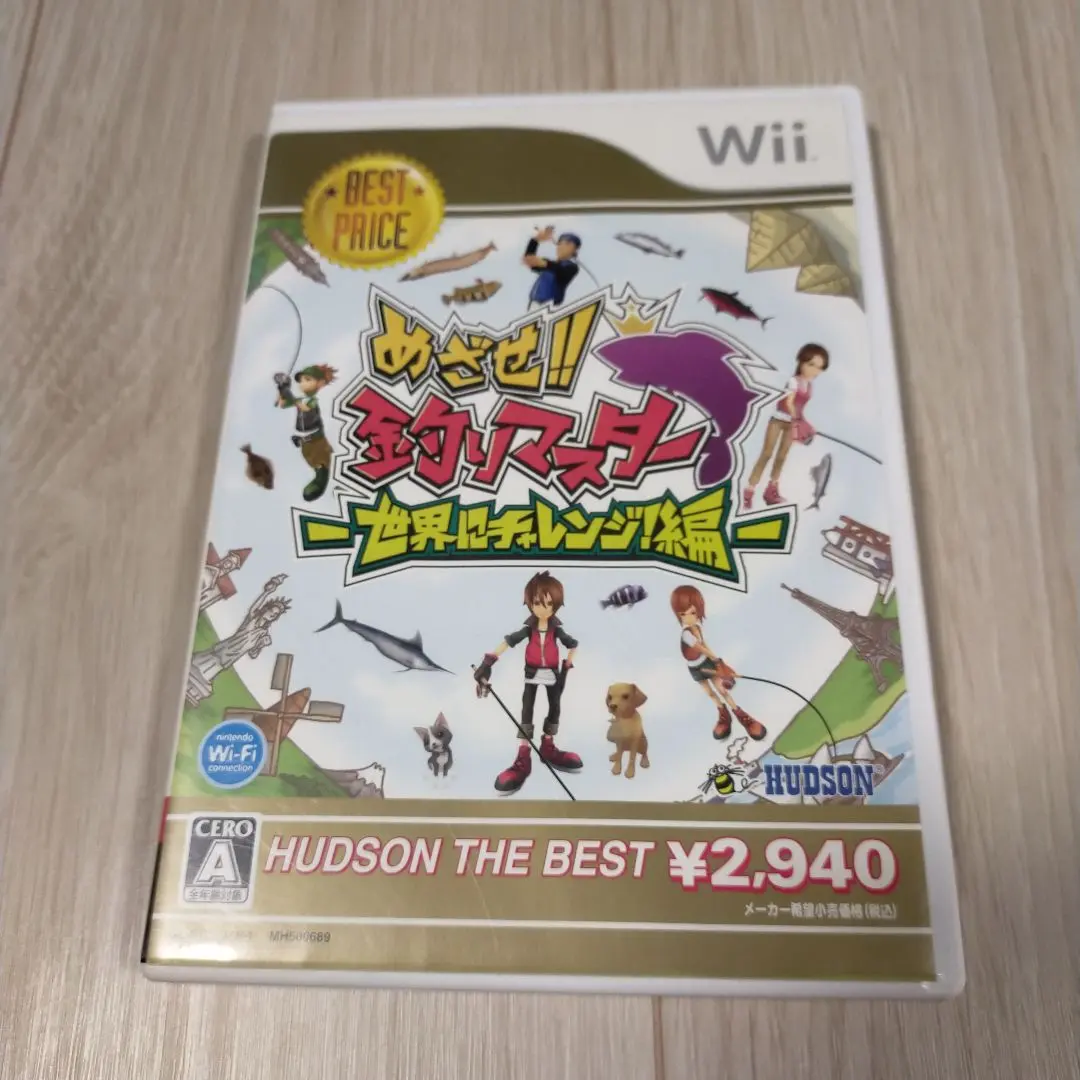 Wii
BEST
PRICE
めざせ!!
釣りマスター
-世界にチャレンジ!編-
nintendo
Wi-Fi
connection
HUDSON
CERO
A
全年齢対象
HUDSON THE BEST ¥2,940
メーカー希望小売価格(税込)
MH500689